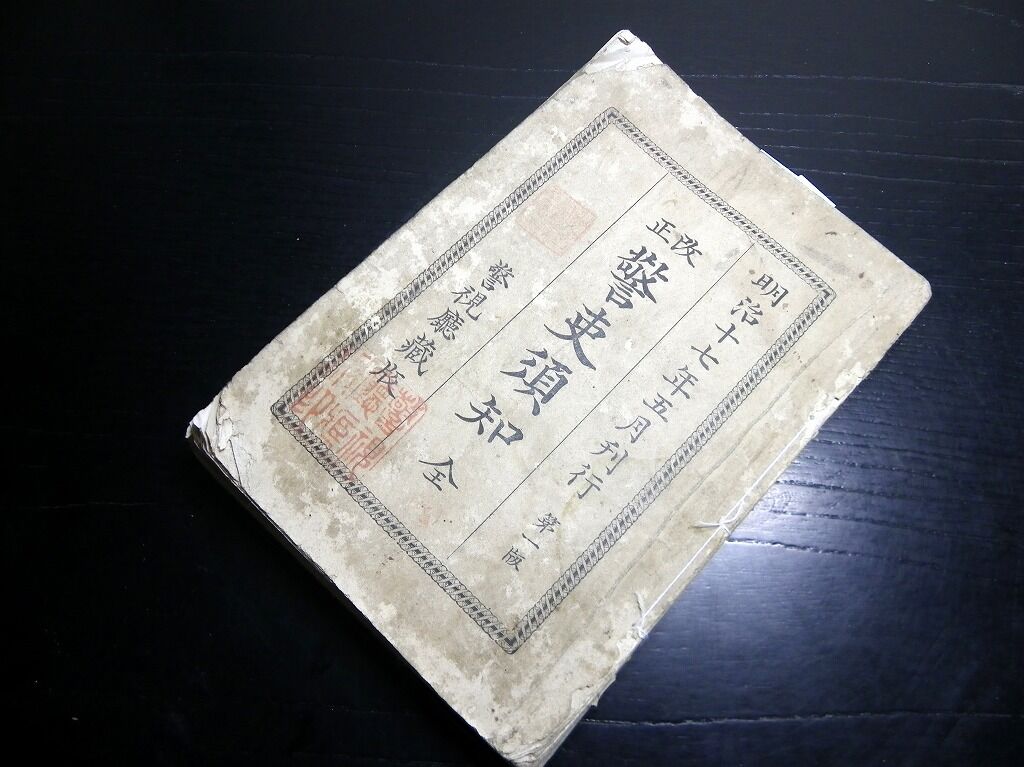 明治十七年五月刊行 第一版
改正 警吏須知 全
警視廳藏版